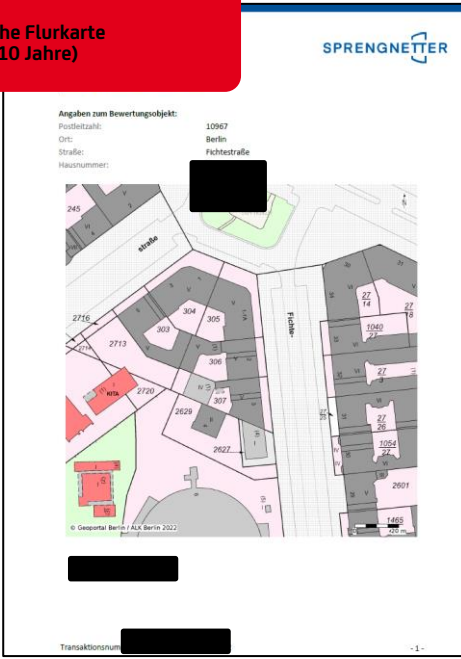 he Flurkarte
10 Jahre)
SPRENGNETTER
Angaben zum Bewertungsobjekt:
Postleitzahl: 10967
Ort: Berlin
Straße: Fichtestraße
Hausnummer:
245
straße
2716
2714
2713
303
304
305
306
307
KITA
2720
2629
2627
Fichte-
27
14
27
18
1040
27
27
3
27
26
1054
27
2601
1465
20 m
© Geoportal Berlin / ALK Berlin 2022
Transaktionsnum
- 1 -